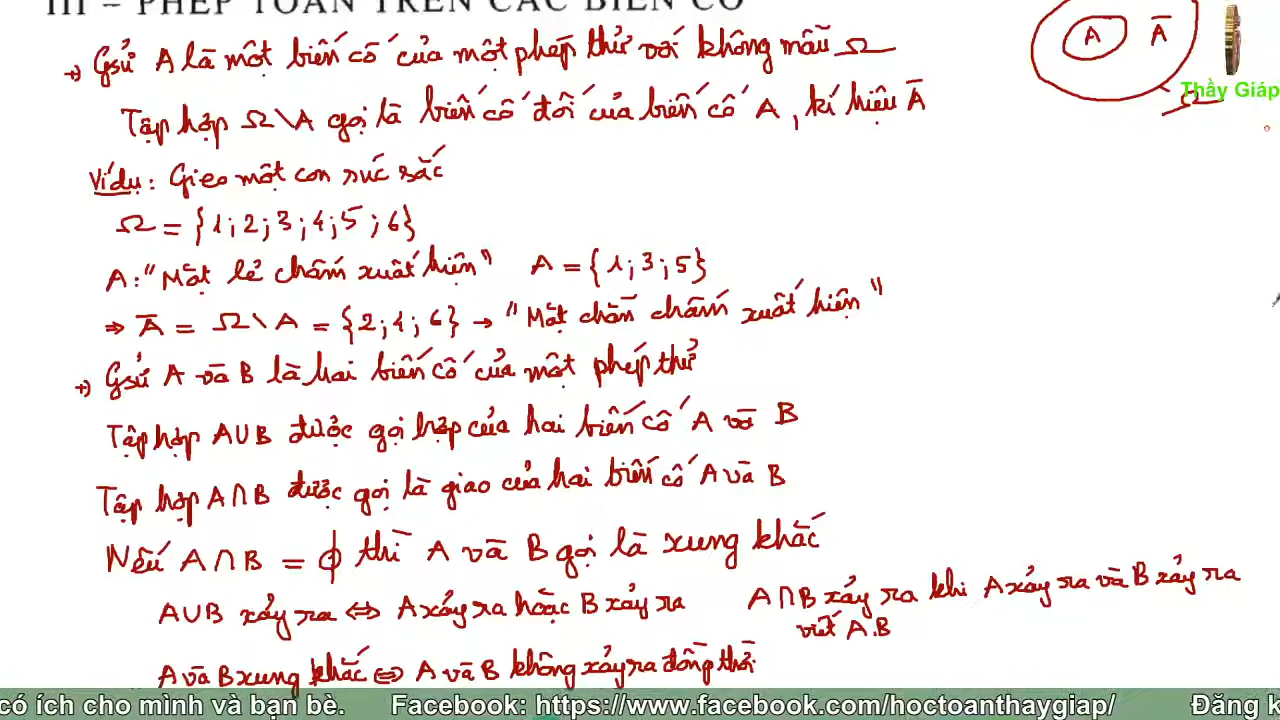 III – PHÉP TOÁN TRÊN CÁC BIẾN CỐ
+) Gsử A là một biến cố của một phép thử với không mẫu Ω
Tập hợp Ω \ A gọi là biến cố đối của biến cố A, kí hiệu Ā
A Ā
Ω
Thầy Giáp
Ví dụ: Gieo một con súc sắc
Ω = {1; 2; 3; 4; 5; 6}
A: "Mặt lẻ chấm xuất hiện" A = {1; 3; 5}
⇒ Ā = Ω \ A = {2; 4; 6} → "Mặt chẵn chấm xuất hiện"
+) Gsử A và B là hai biến cố của một phép thử
Tập hợp A∪B được gọi hợp của hai biến cố A và B
Tập hợp A∩B được gọi là giao của hai biến cố A và B
Nếu A∩B = ϕ thì A và B gọi là xung khắc
A∪B xảy ra ⇔ A xảy ra hoặc B xảy ra A∩B xảy ra khi A xảy ra và B xảy ra
viết A.B
A và B xung khắc ⇔ A và B không xảy ra đồng thời
có ích cho mình và bạn bè. Facebook: https://www.facebook.com/hoctoanthaygiap/ Đăng k